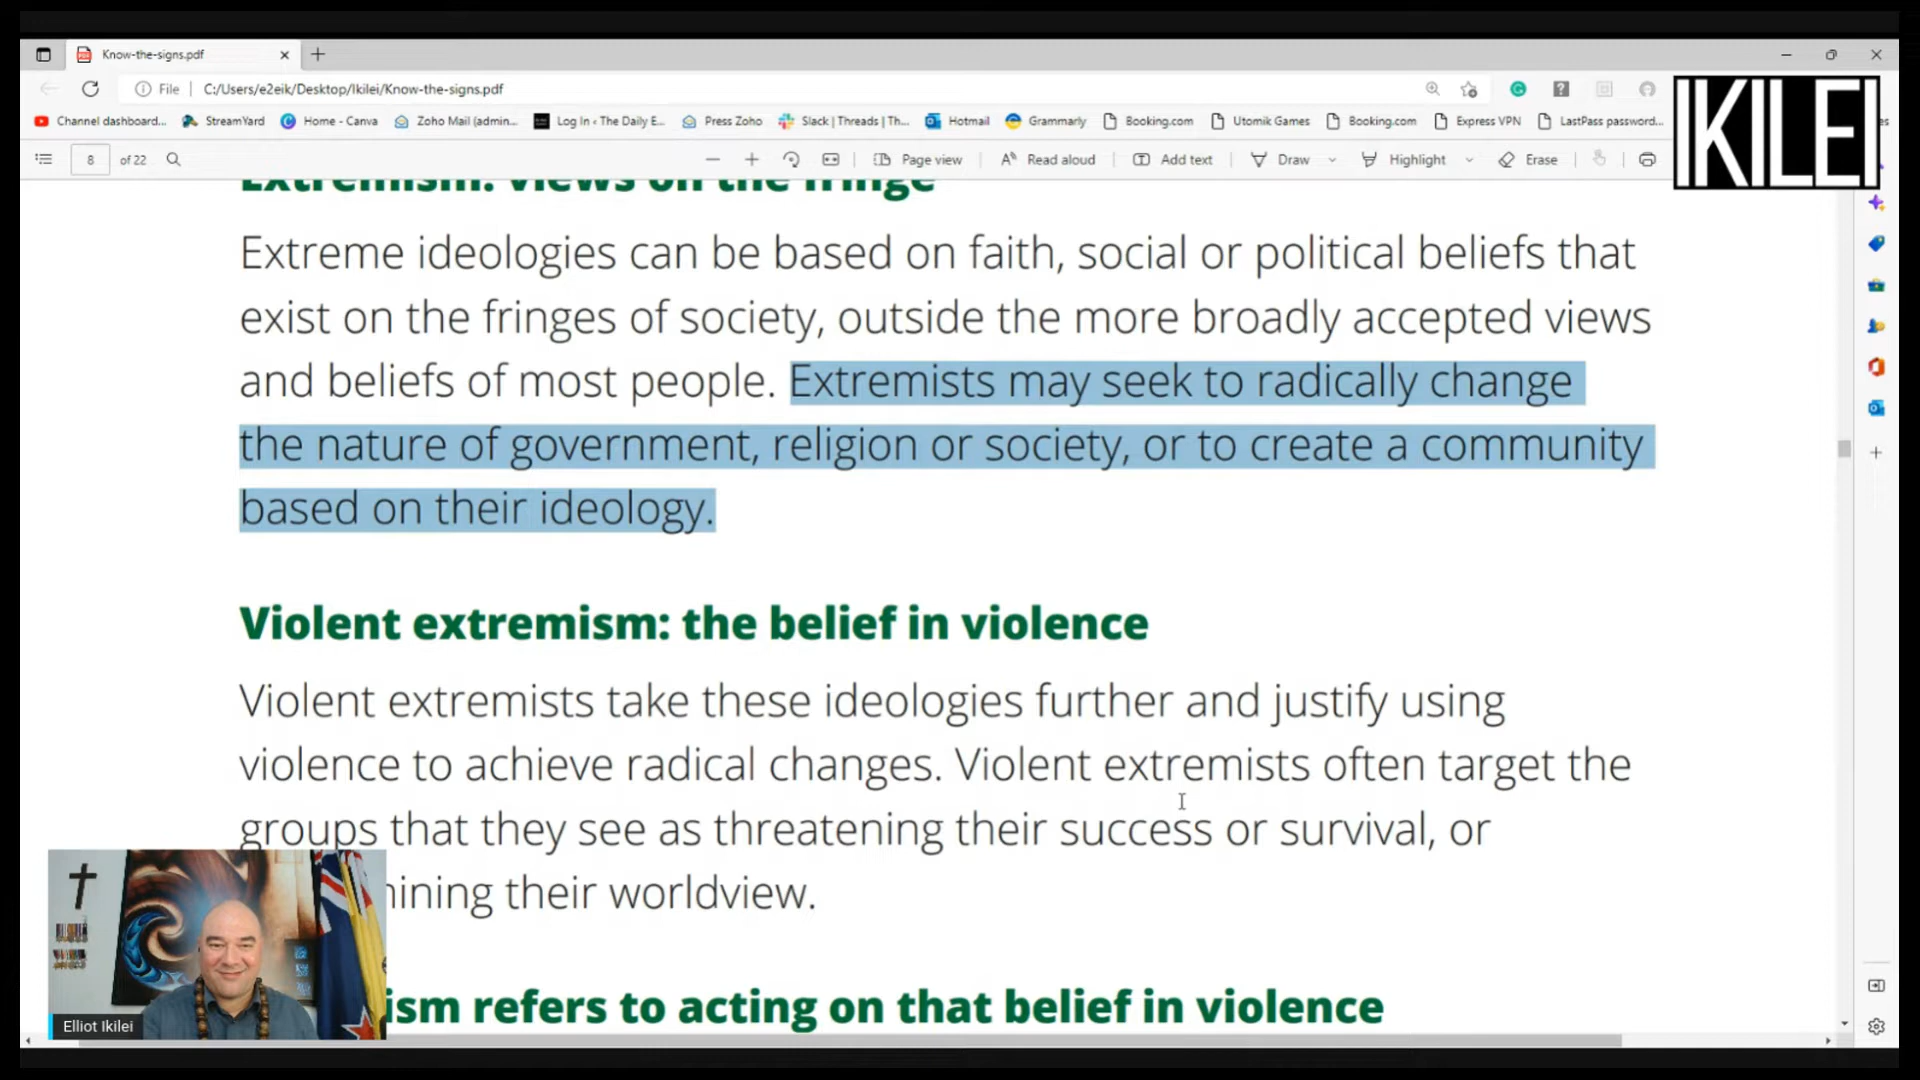 Know-the-signs.pdf
File C:/Users/e2eik/Desktop/Ikilei/Know-the-signs.pdf
Channel dashboard... StreamYard Home - Canva Zoho Mail (admin... Log In ‹ The Daily E... Press Zoho Slack | Threads | Th... Hotmail Grammarly Booking.com Utomik Games Booking.com Express VPN LastPass password...
IKILEI
8 of 22 Page view Read aloud Add text Draw Highlight Erase
Extremism: views on the fringe
Extreme ideologies can be based on faith, social or political beliefs that
exist on the fringes of society, outside the more broadly accepted views
and beliefs of most people. Extremists may seek to radically change
the nature of government, religion or society, or to create a community
based on their ideology.
Violent extremism: the belief in violence
Violent extremists take these ideologies further and justify using
violence to achieve radical changes. Violent extremists often target the
groups that they see as threatening their success or survival, or
their worldview.
refers to acting on that belief in violence
Elliot Ikilei